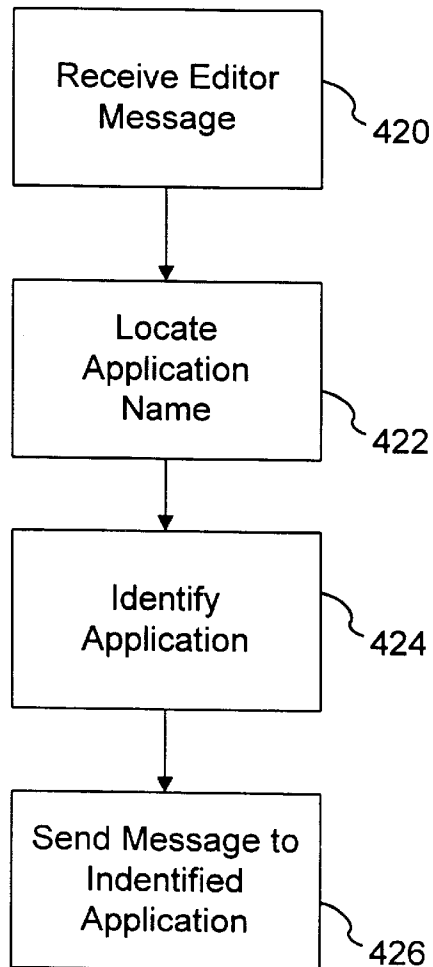 Receive Editor
Message
420
Locate
Application
Name
422
Identify
Application
424
Send Message to
Indentified
Application
426